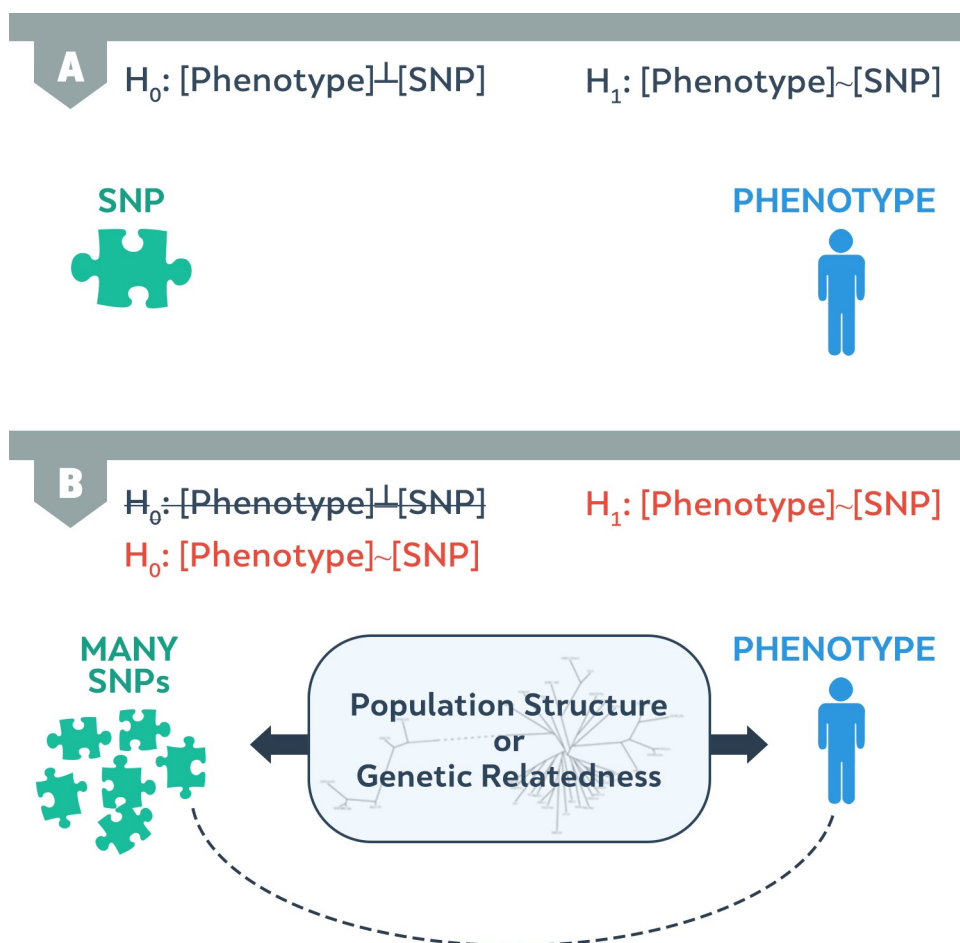 A
H₀: [Phenotype]⊥[SNP]
H₁: [Phenotype]~[SNP]
SNP
PHENOTYPE
B
H₀: [Phenotype]⊥[SNP]
H₁: [Phenotype]~[SNP]
H₀: [Phenotype]~[SNP]
MANY
SNPs
PHENOTYPE
Population Structure
or
Genetic Relatedness